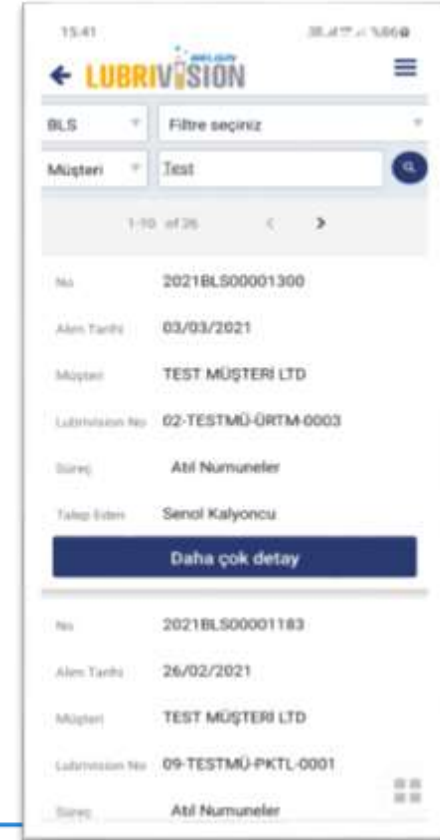 15:41 %86
BELGİN
LUBRIVISION
BLS Filtre seçiniz
Müşteri Test
1-10 of 26
No 2021BLS00001300
Alım Tarihi 03/03/2021
Müşteri TEST MÜŞTERİ LTD
Lubrivision No 02-TESTMÜ-ÜRTM-0003
Süreç Atıl Numuneler
Talep Eden Senol Kalyoncu
Daha çok detay
No 2021BLS00001183
Alım Tarihi 26/02/2021
Müşteri TEST MÜŞTERİ LTD
Lubrivision No 09-TESTMÜ-PKTL-0001
Süreç Atıl Numuneler